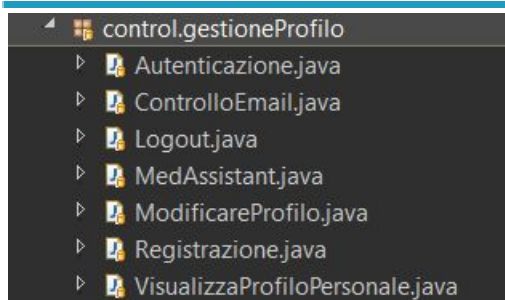 control.gestioneProfilo
Autenticazione.java
ControlloEmail.java
Logout.java
MedAssistant.java
ModificareProfilo.java
Registrazione.java
VisualizzaProfiloPersonale.java